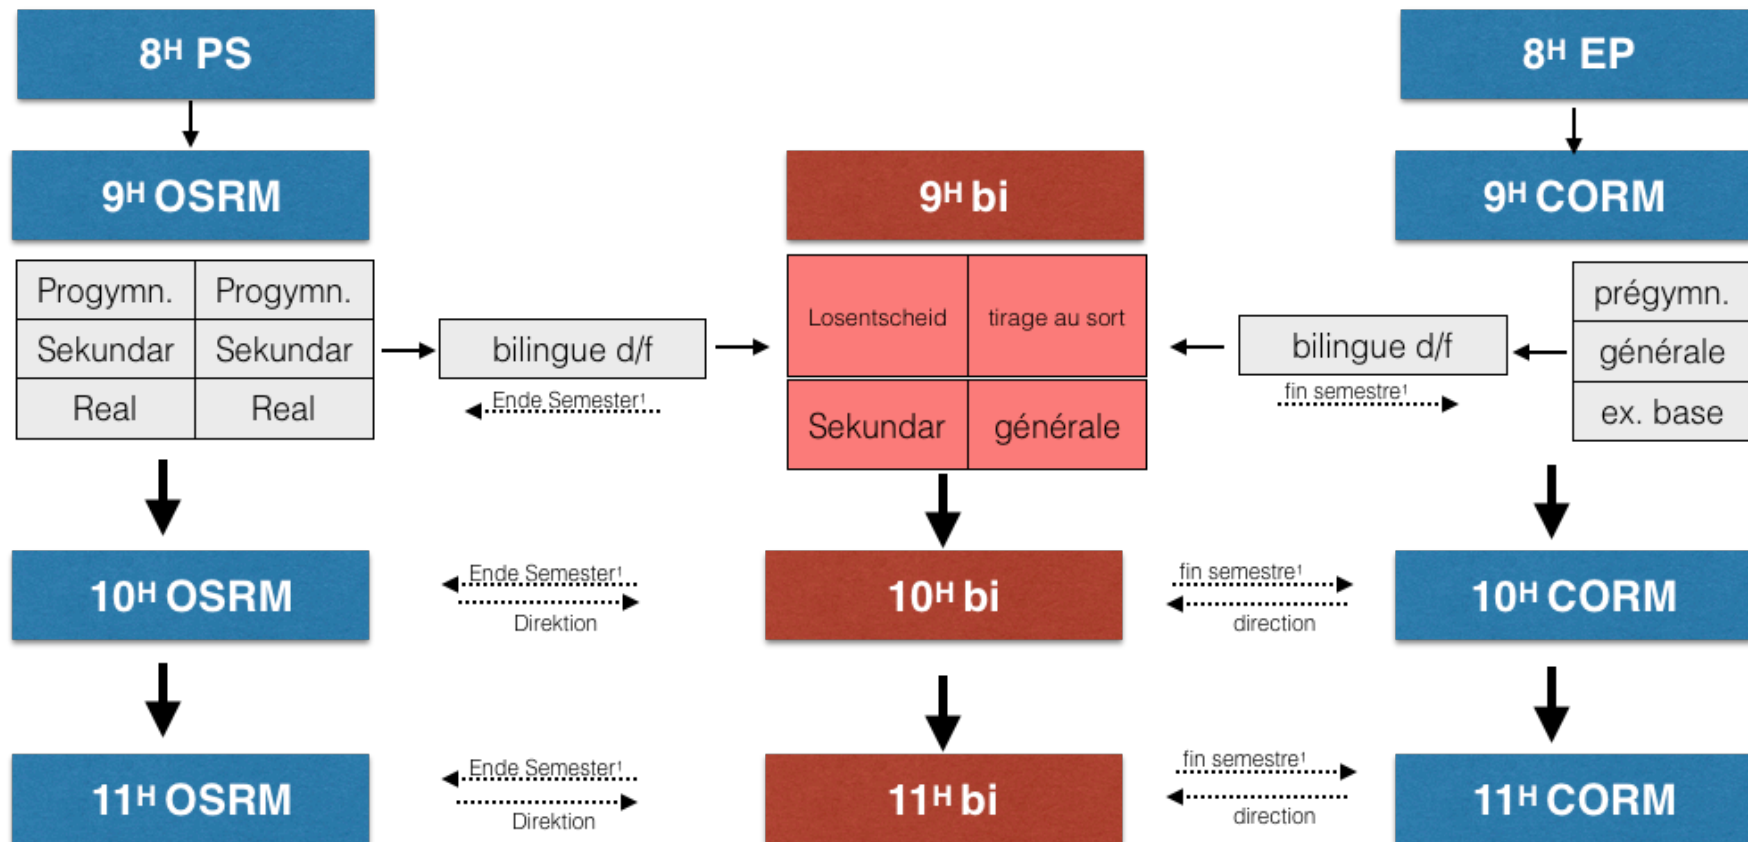 8H PS
8H EP
9H OSRM
9H bi
9H CORM
Progymn. Progymn.
Sekundar Sekundar
Real Real
bilingue d/f
Ende Semester¹
Losentscheid tirage au sort
Sekundar générale
bilingue d/f
fin semestre¹
prégymn.
générale
ex. base
10H OSRM
Ende Semester¹
Direktion
10H bi
fin semestre¹
direction
10H CORM
11H OSRM
Ende Semester¹
Direktion
11H bi
fin semestre¹
direction
11H CORM